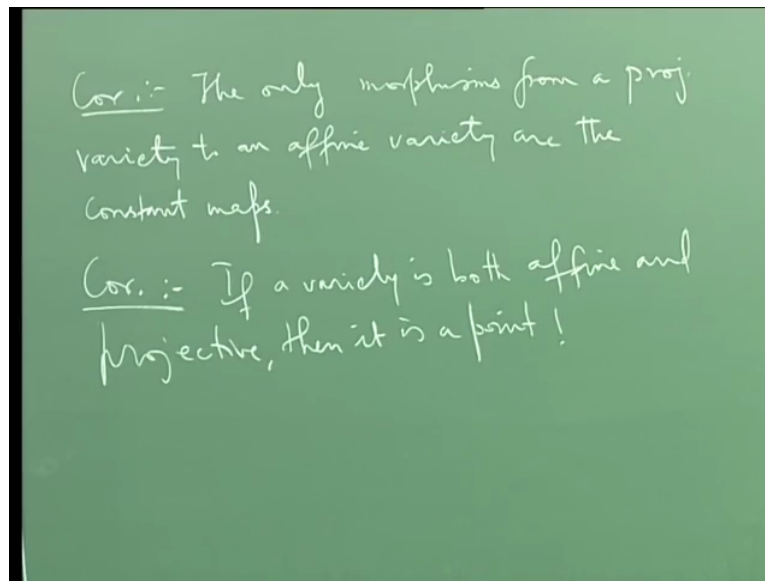 Cor. :- The only morphisms from a proj.
variety to an affine variety are the
constant maps.
Cor. :- If a variety is both affine and
projective, then it is a point!